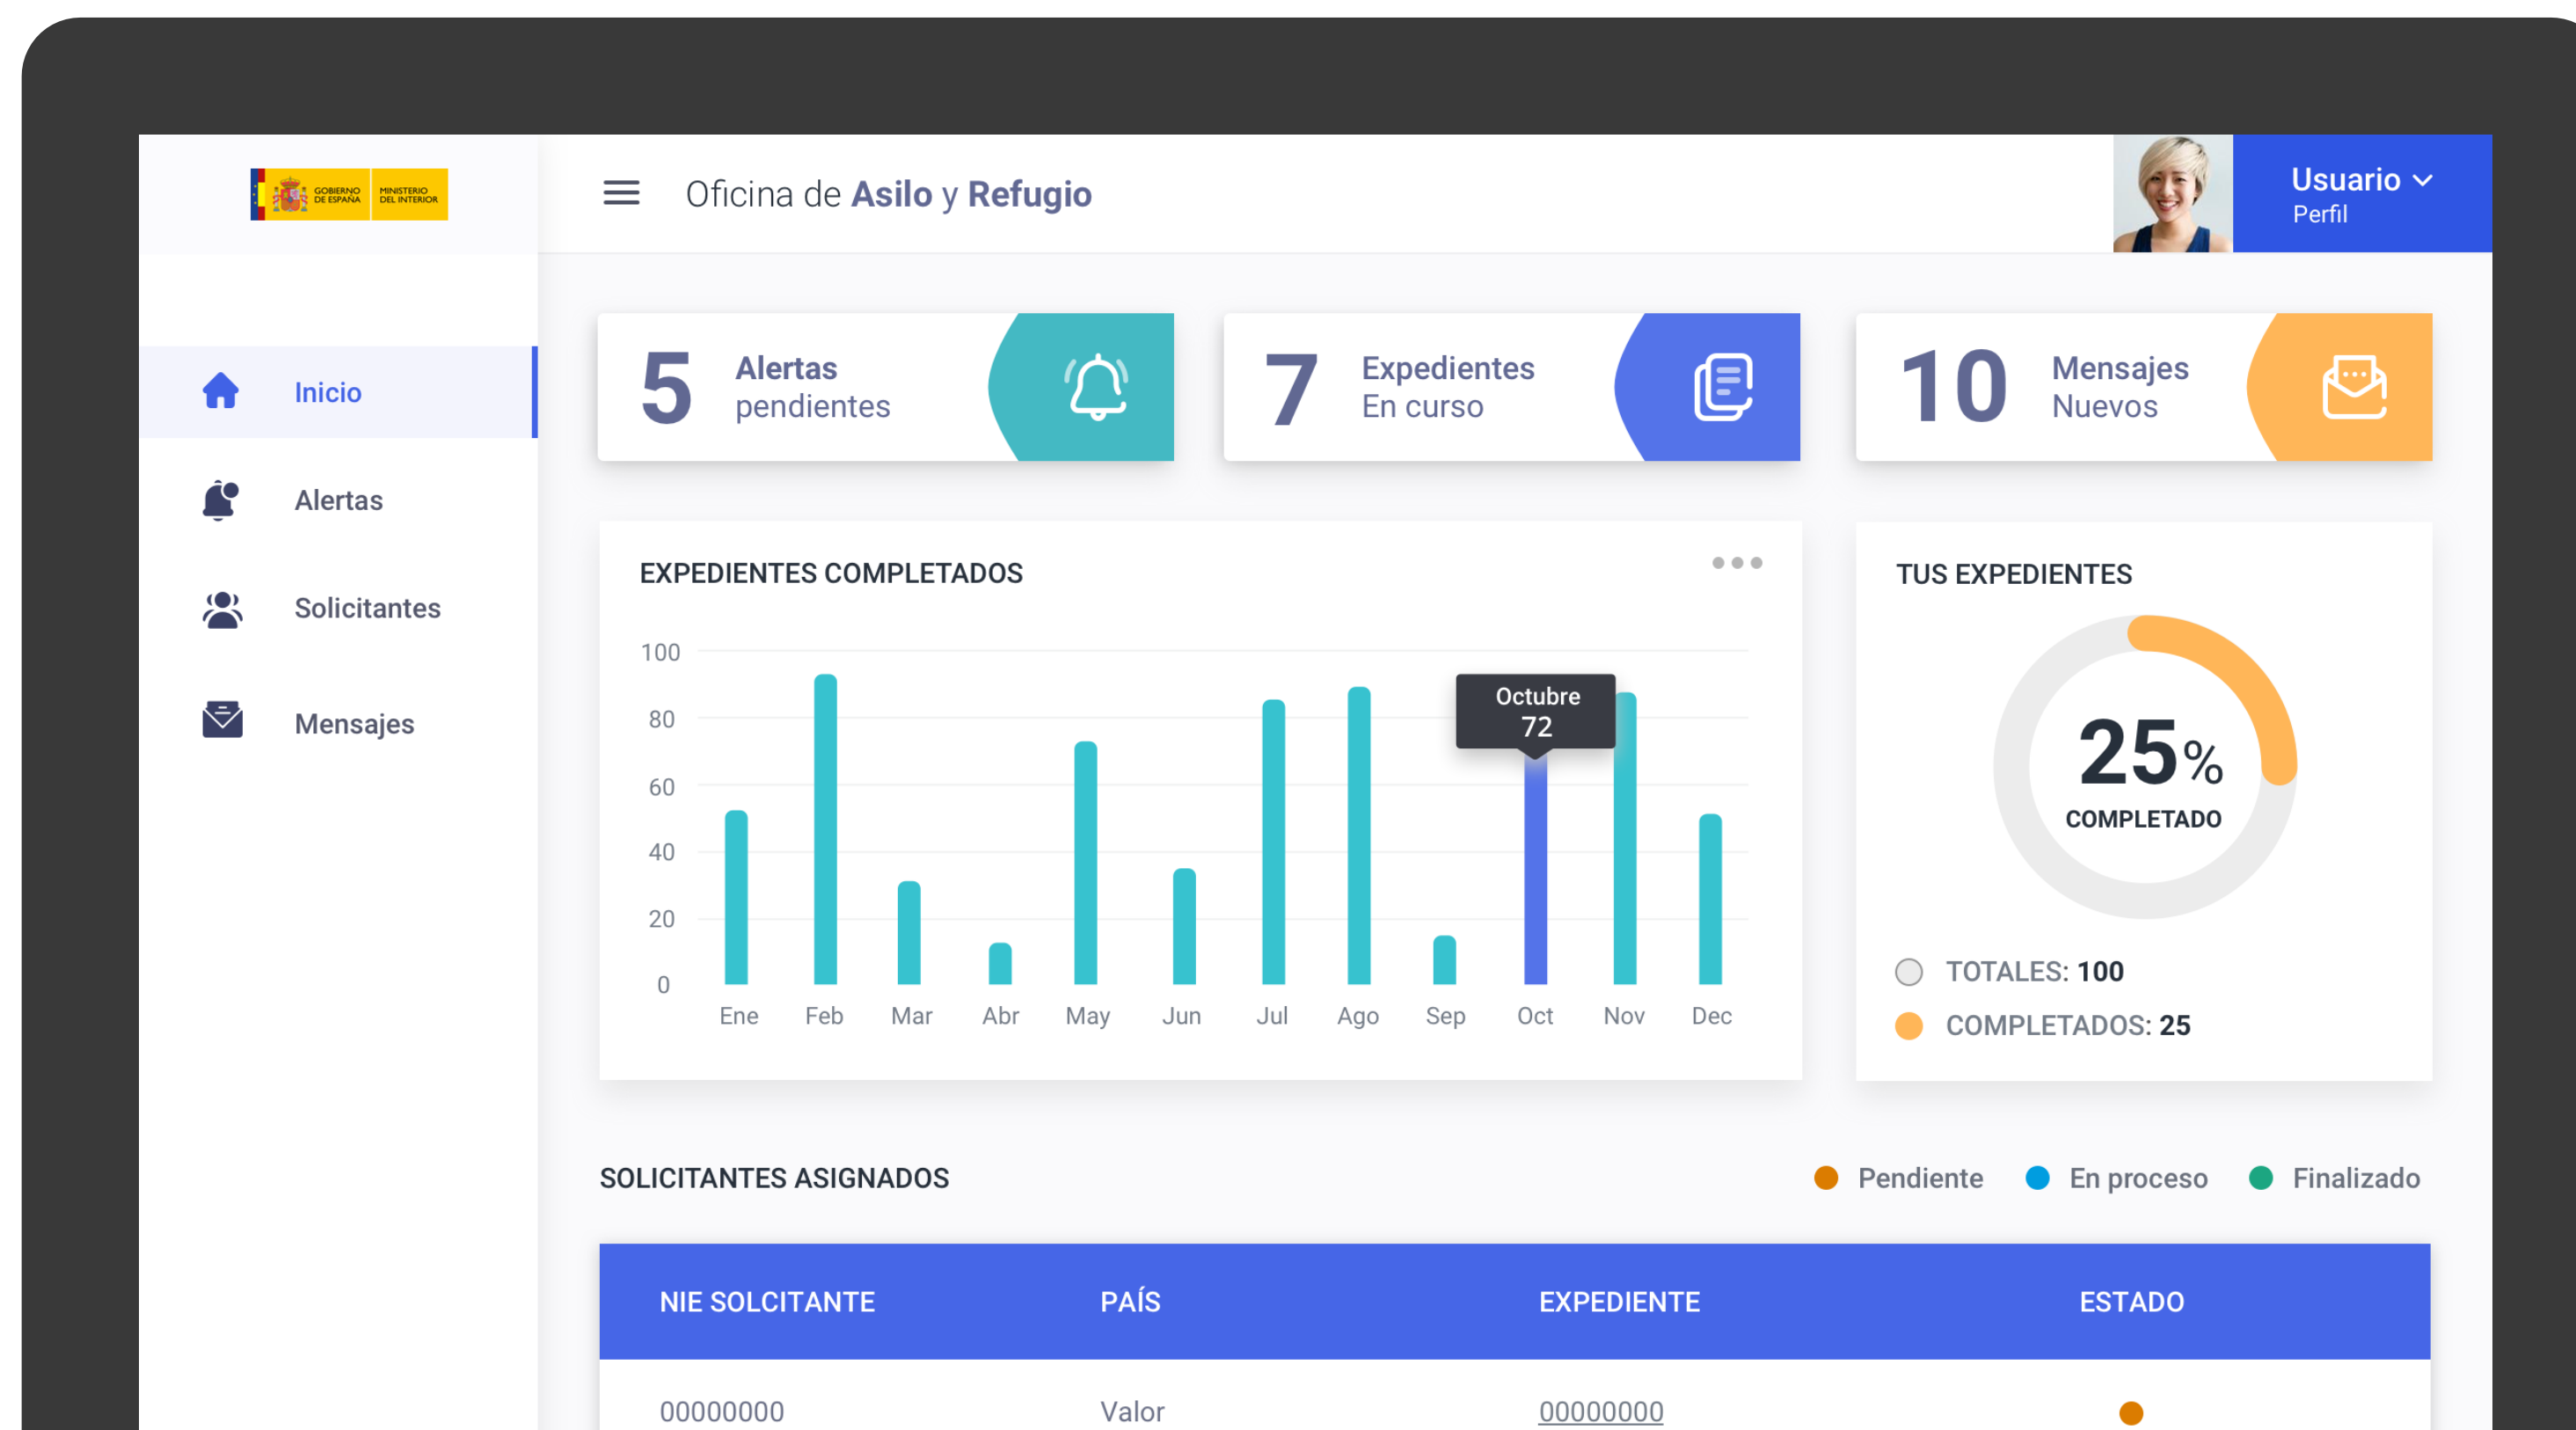 GOBIERNO
DE ESPAÑA
MINISTERIO
DEL INTERIOR
Oficina de Asilo y Refugio
Usuario
Perfil
Inicio
Alertas
Solicitantes
Mensajes
5
Alertas
pendientes
7
Expedientes
En curso
10
Mensajes
Nuevos
EXPEDIENTES COMPLETADOS
100
80
60
40
20
0
Octubre
72
Ene Feb Mar Abr May Jun Jul Ago Sep Oct Nov Dec
TUS EXPEDIENTES
25%
COMPLETADO
TOTALES: 100
COMPLETADOS: 25
SOLICITANTES ASIGNADOS
Pendiente En proceso Finalizado
NIE SOLCITANTE PAÍS EXPEDIENTE ESTADO
00000000 Valor 00000000